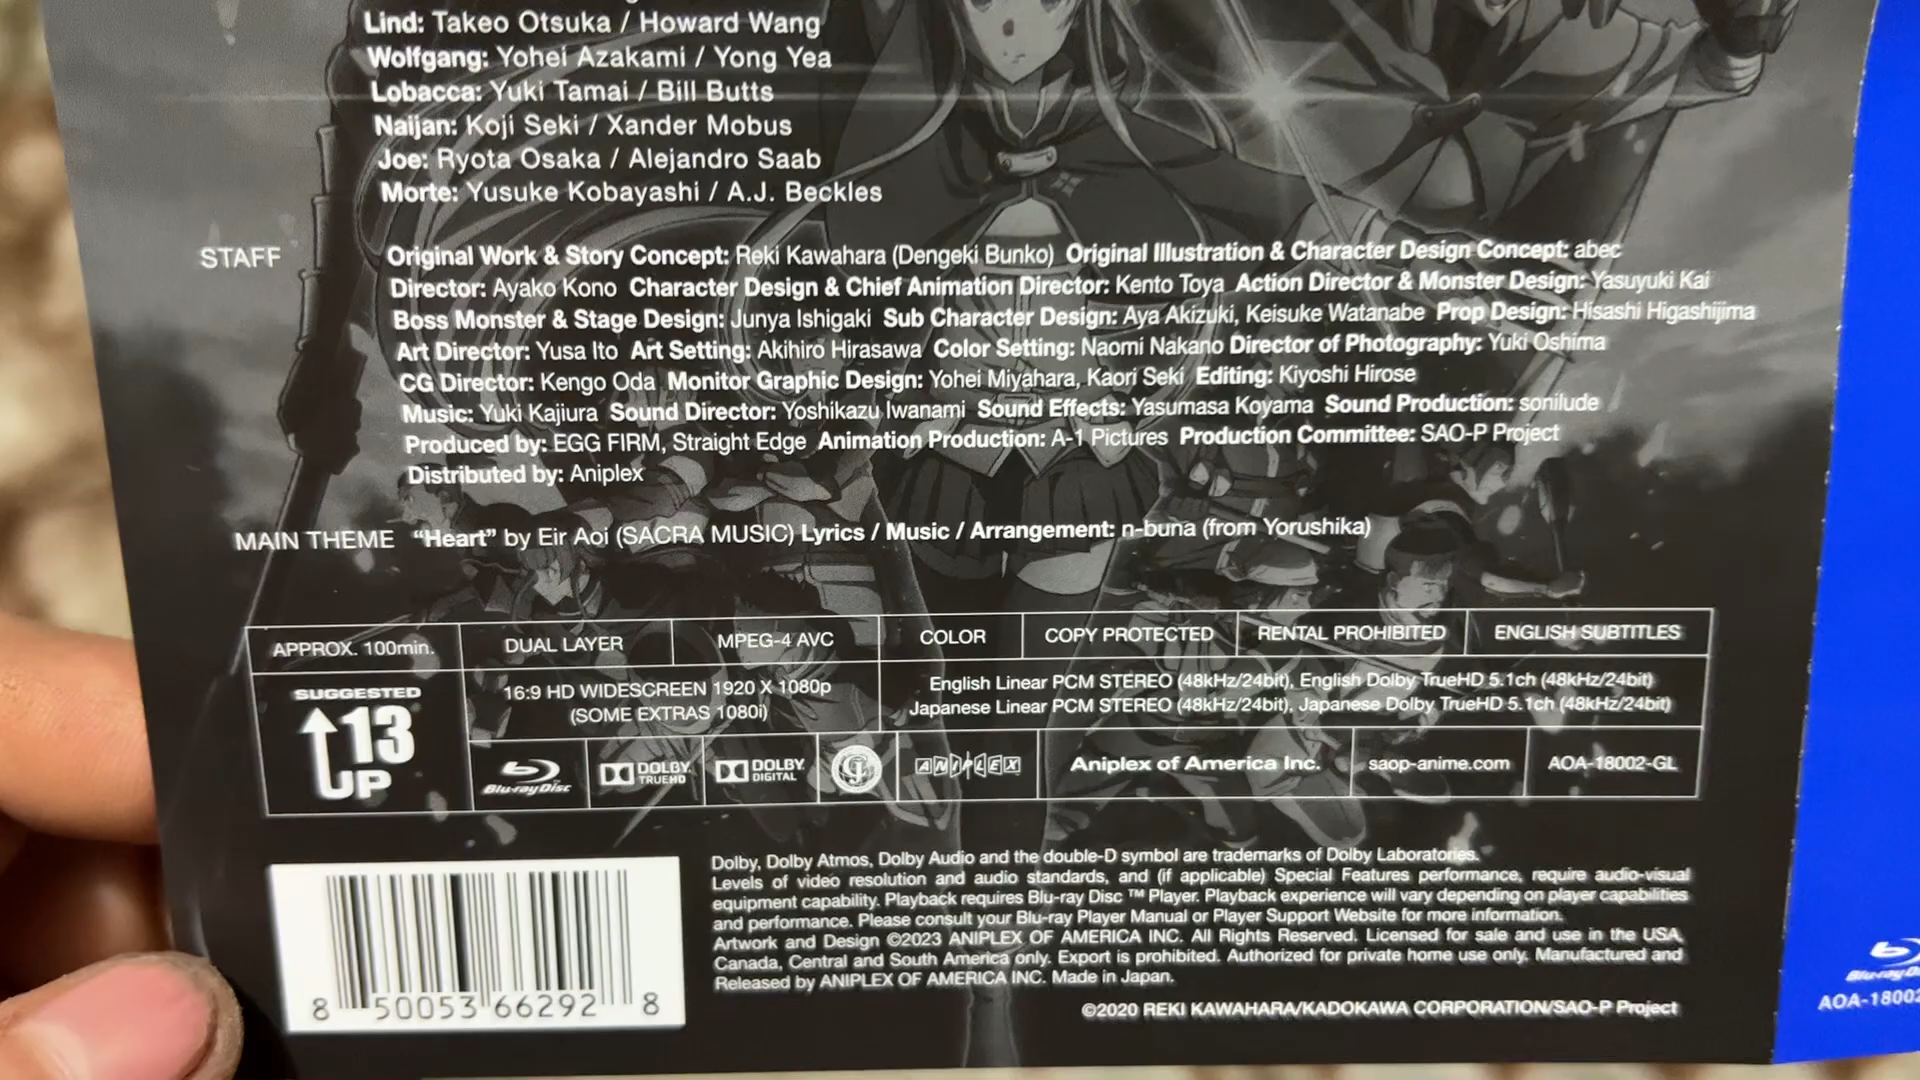 Lind: Takeo Otsuka / Howard Wang
Wolfgang: Yohei Azakami / Yong Yea
Lobacca: Yuki Tamai / Bill Butts
Naijan: Koji Seki / Xander Mobus
Joe: Ryota Osaka / Alejandro Saab
Morte: Yusuke Kobayashi / A.J. Beckles
STAFF
Original Work & Story Concept: Reki Kawahara (Dengeki Bunko) Original Illustration & Character Design Concept: abec
Director: Ayako Kono Character Design & Chief Animation Director: Kento Toya Action Director & Monster Design: Yasuyuki Kai
Boss Monster & Stage Design: Junya Ishigaki Sub Character Design: Aya Akizuki, Keisuke Watanabe Prop Design: Hisashi Higashijima
Art Director: Yusa Ito Art Setting: Akihiro Hirasawa Color Setting: Naomi Nakano Director of Photography: Yuki Oshima
CG Director: Kengo Oda Monitor Graphic Design: Yohei Miyahara, Kaori Seki Editing: Kiyoshi Hirose
Music: Yuki Kajiura Sound Director: Yoshikazu Iwanami Sound Effects: Yasumasa Koyama Sound Production: sonilude
Produced by: EGG FIRM, Straight Edge Animation Production: A-1 Pictures Production Committee: SAO-P Project
Distributed by: Aniplex
MAIN THEME “Heart” by Eir Aoi (SACRA MUSIC) Lyrics / Music / Arrangement: n-buna (from Yorushika)
APPROX. 100min. DUAL LAYER MPEG-4 AVC COLOR COPY PROTECTED RENTAL PROHIBITED ENGLISH SUBTITLES
SUGGESTED
13
UP
16:9 HD WIDESCREEN 1920 X 1080p
(SOME EXTRAS 1080i)
English Linear PCM STEREO (48kHz/24bit), English Dolby TrueHD 5.1ch (48kHz/24bit)
Japanese Linear PCM STEREO (48kHz/24bit), Japanese Dolby TrueHD 5.1ch (48kHz/24bit)
Blu-ray Disc
DOLBY
TRUEHD
DOLBY
DIGITAL
ANIPLEX
Aniplex of America Inc.
saop-anime.com
AOA-18002-GL
8 50053 66292 8
Dolby, Dolby Atmos, Dolby Audio and the double-D symbol are trademarks of Dolby Laboratories.
Levels of video resolution and audio standards, and (if applicable) Special Features performance, require audio-visual
equipment capability. Playback requires Blu-ray Disc ™ Player. Playback experience will vary depending on player capabilities
and performance. Please consult your Blu-ray Player Manual or Player Support Website for more information.
Artwork and Design ©2023 ANIPLEX OF AMERICA INC. All Rights Reserved. Licensed for sale and use in the USA,
Canada, Central and South America only. Export is prohibited. Authorized for private home use only. Manufactured and
Released by ANIPLEX OF AMERICA INC. Made in Japan.
©2020 REKI KAWAHARA/KADOKAWA CORPORATION/SAO-P Project
Blu-ray D
AOA-18002